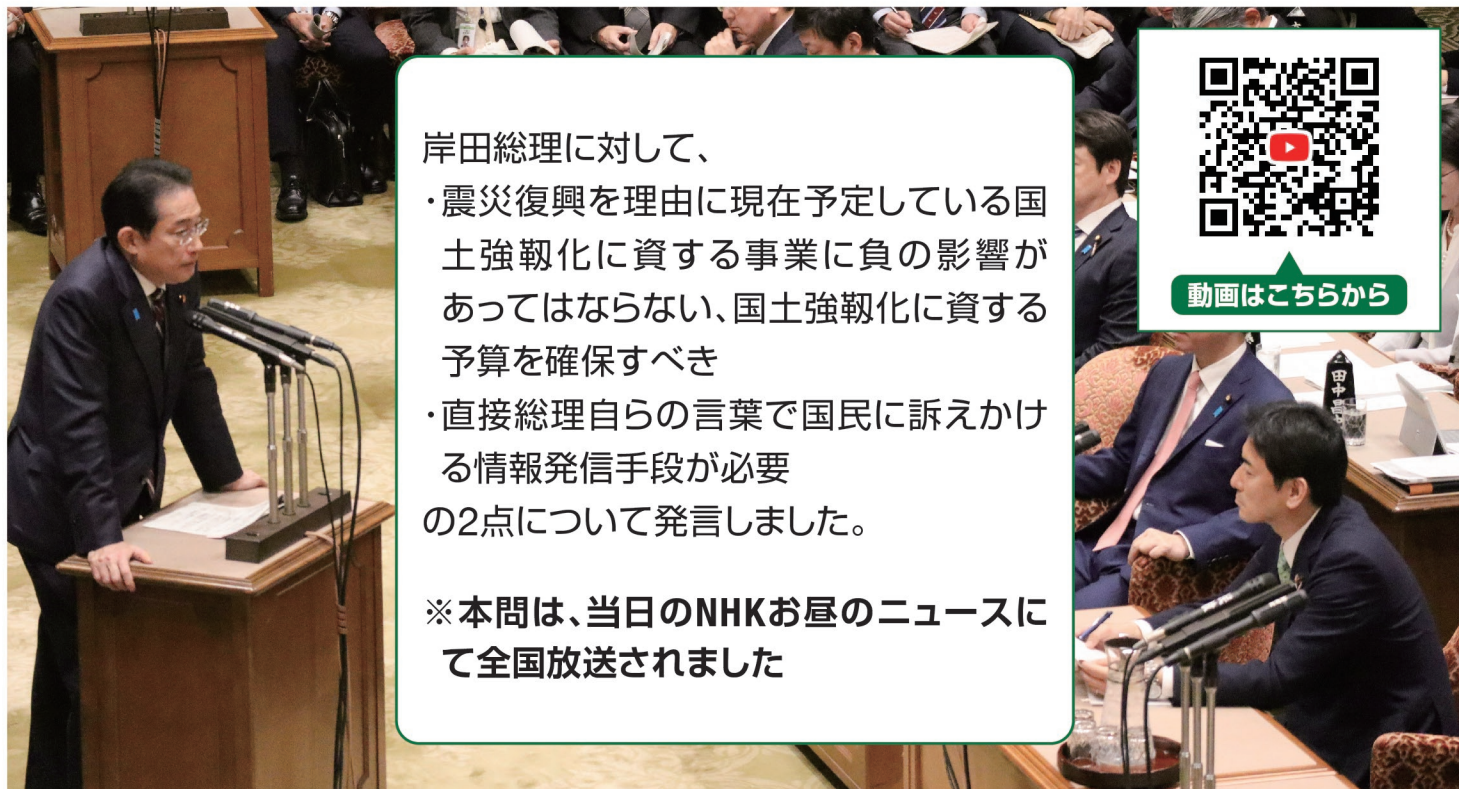 岸田総理に対して、
・震災復興を理由に現在予定している国
土強靱化に資する事業に負の影響が
あってはならない、国土強靱化に資する
予算を確保すべき
・直接総理自らの言葉で国民に訴えかけ
る情報発信手段が必要
の2点について発言しました。
※本問は、当日のNHKお昼のニュースに
て全国放送されました
動画はこちらから
田中昌